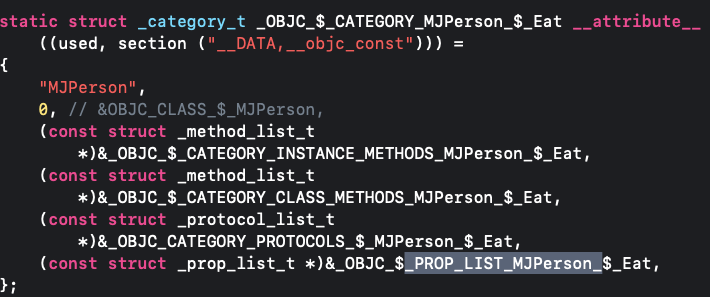 static struct _category_t _OBJC_$_CATEGORY_MJPerson_$_Eat __attribute__
((used, section ("__DATA,__objc_const"))) =
{
"MJPerson",
0, // &OBJC_CLASS_$_MJPerson,
(const struct _method_list_t
*)&_OBJC_$_CATEGORY_INSTANCE_METHODS_MJPerson_$_Eat,
(const struct _method_list_t
*)&_OBJC_$_CATEGORY_CLASS_METHODS_MJPerson_$_Eat,
(const struct _protocol_list_t
*)&_OBJC_CATEGORY_PROTOCOLS_$_MJPerson_$_Eat,
(const struct _prop_list_t *)&_OBJC_$_PROP_LIST_MJPerson_$_Eat,
};